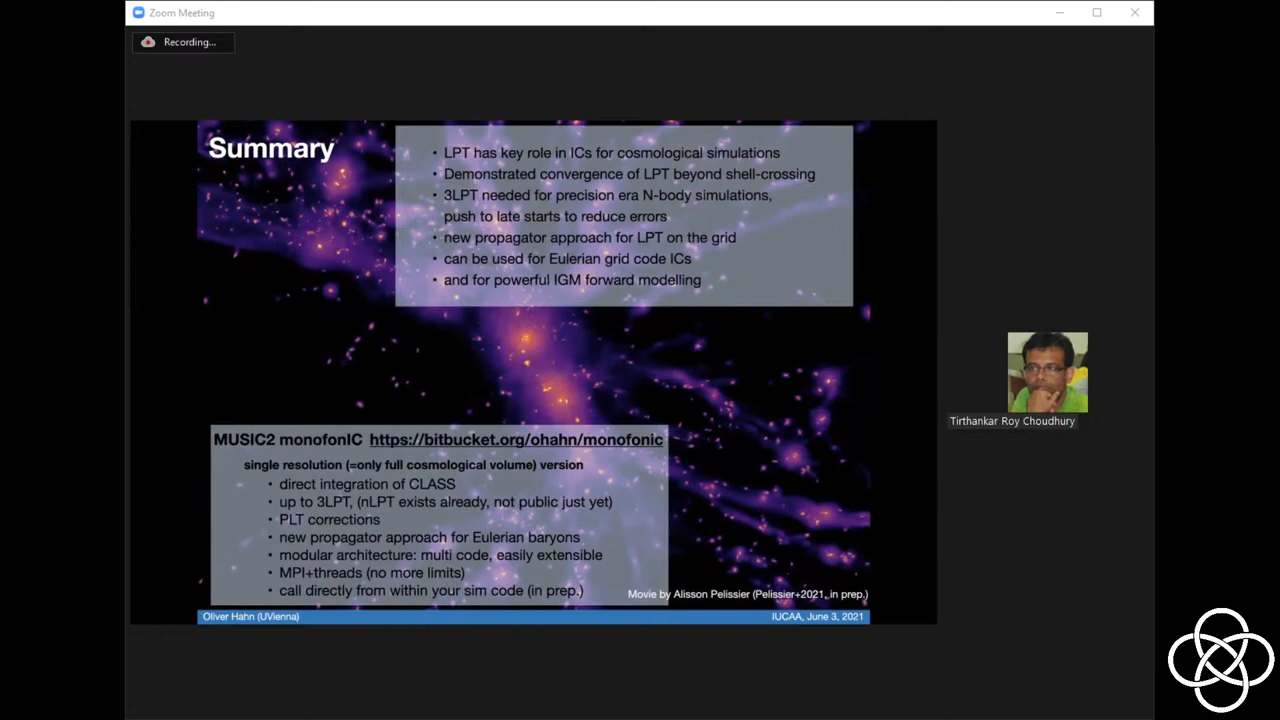 Zoom Meeting
Recording...
Summary
• LPT has key role in ICs for cosmological simulations
• Demonstrated convergence of LPT beyond shell-crossing
• 3LPT needed for precision era N-body simulations,
push to late starts to reduce errors
• new propagator approach for LPT on the grid
• can be used for Eulerian grid code ICs
• and for powerful IGM forward modelling
Tirthankar Roy Choudhury
MUSIC2 monofonIC https://bitbucket.org/ohahn/monofonic
single resolution (=only full cosmological volume) version
• direct integration of CLASS
• up to 3LPT, (nLPT exists already, not public just yet)
• PLT corrections
• new propagator approach for Eulerian baryons
• modular architecture: multi code, easily extensible
• MPI+threads (no more limits)
• call directly from within your sim code (in prep.)
Movie by Alisson Pelissier (Pelissier+2021, in prep.)
Oliver Hahn (UVienna)
IUCAA, June 3, 2021